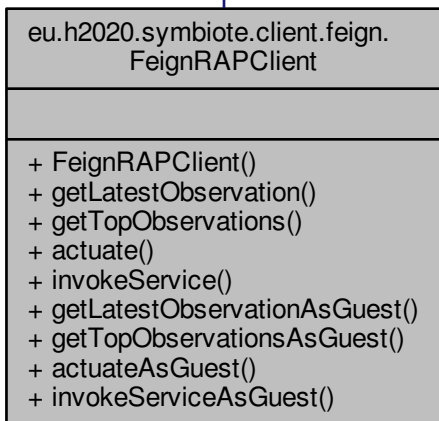 eu.h2020.symbiote.client.feign.
FeignRAPClient
+ FeignRAPClient()
+ getLatestObservation()
+ getTopObservations()
+ actuate()
+ invokeService()
+ getLatestObservationAsGuest()
+ getTopObservationsAsGuest()
+ actuateAsGuest()
+ invokeServiceAsGuest()